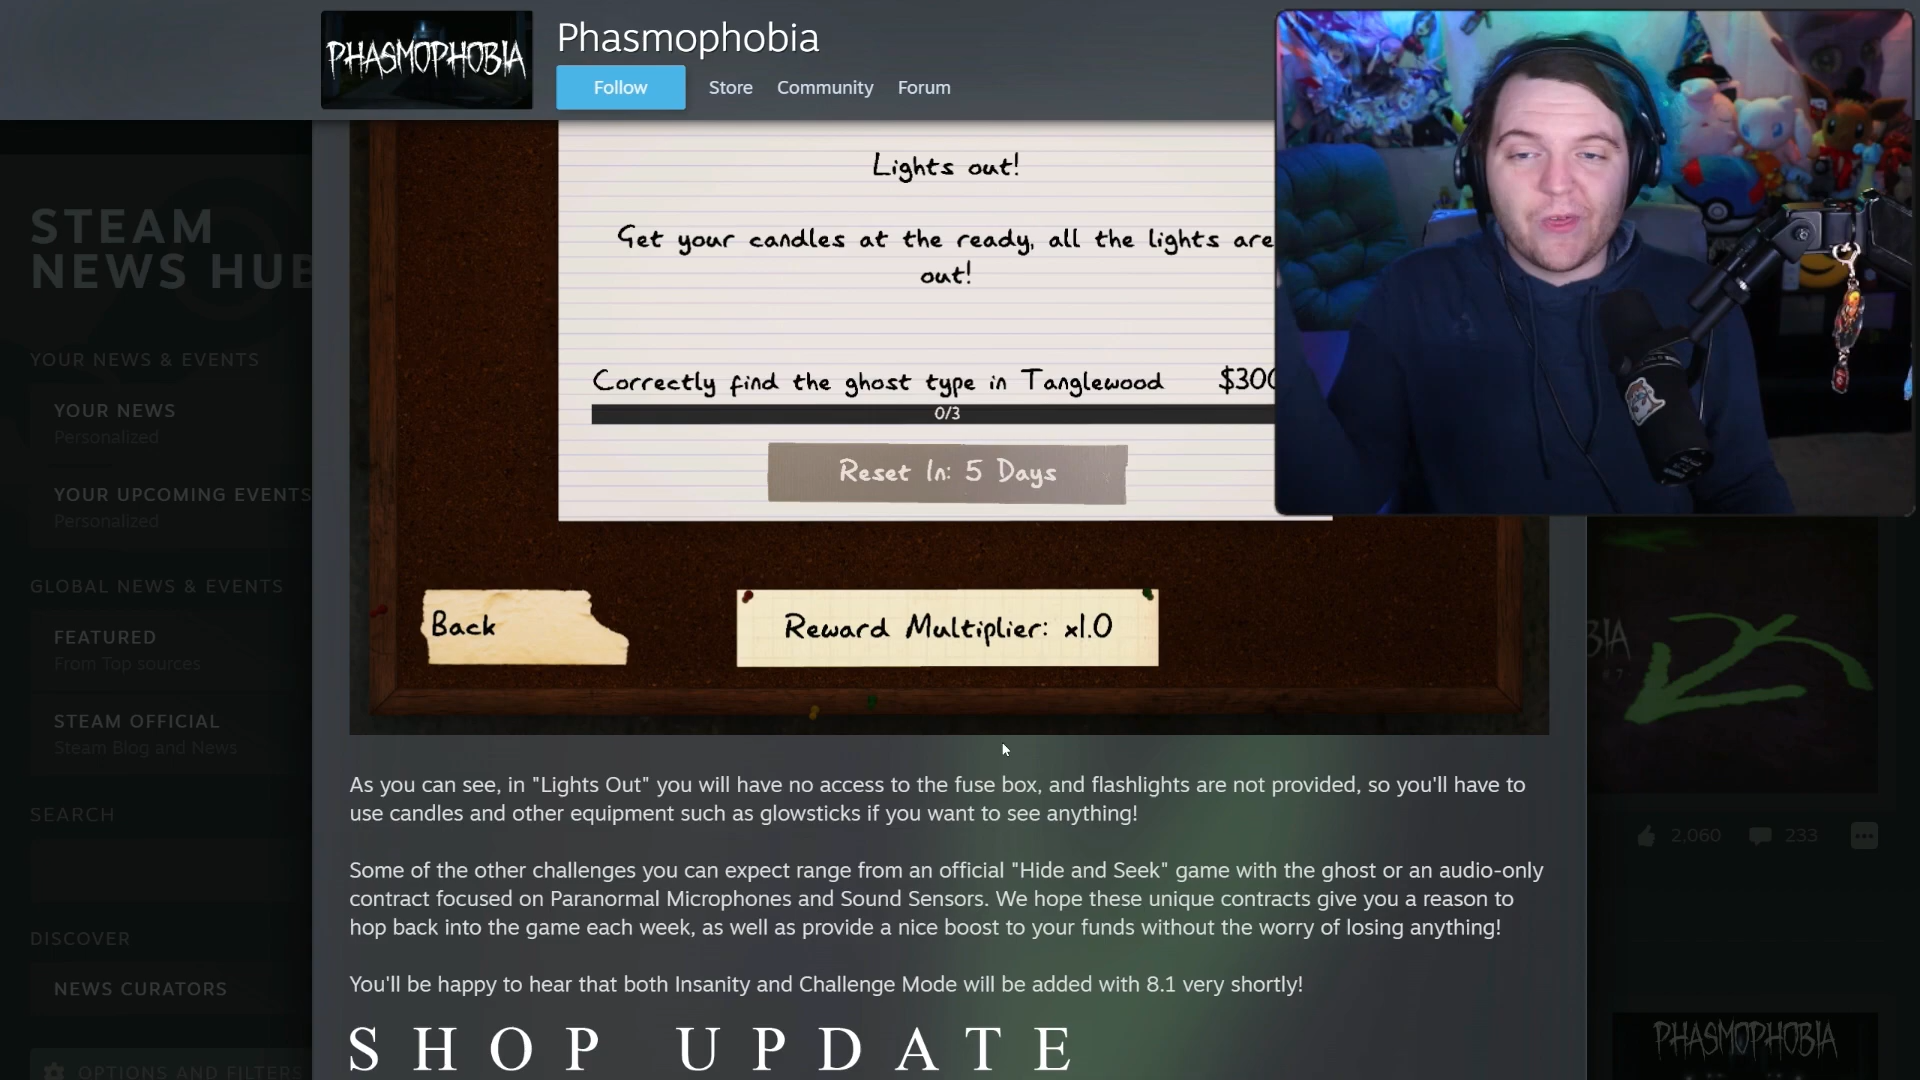 PHASMOPHOBIA
Phasmophobia
Follow
Store
Community
Forum
STEAM
NEWS HUB
YOUR NEWS & EVENTS
YOUR NEWS
Personalized
YOUR UPCOMING EVENTS
Personalized
GLOBAL NEWS & EVENTS
FEATURED
From Top sources
STEAM OFFICIAL
Steam Blog and News
SEARCH
DISCOVER
NEWS CURATORS
OPTIONS AND FILTERS
Lights out!
Get your candles at the ready, all the lights are
out!
Correctly find the ghost type in Tanglewood
0/3
Reset In: 5 Days
Back
Reward Multiplier: x1.0
As you can see, in "Lights Out" you will have no access to the fuse box, and flashlights are not provided, so you'll have to
use candles and other equipment such as glowsticks if you want to see anything!
Some of the other challenges you can expect range from an official "Hide and Seek" game with the ghost or an audio-only
contract focused on Paranormal Microphones and Sound Sensors. We hope these unique contracts give you a reason to
hop back into the game each week, as well as provide a nice boost to your funds without the worry of losing anything!
You'll be happy to hear that both Insanity and Challenge Mode will be added with 8.1 very shortly!
SHOP UPDATE
2,060
233
PHASMOPHOBIA